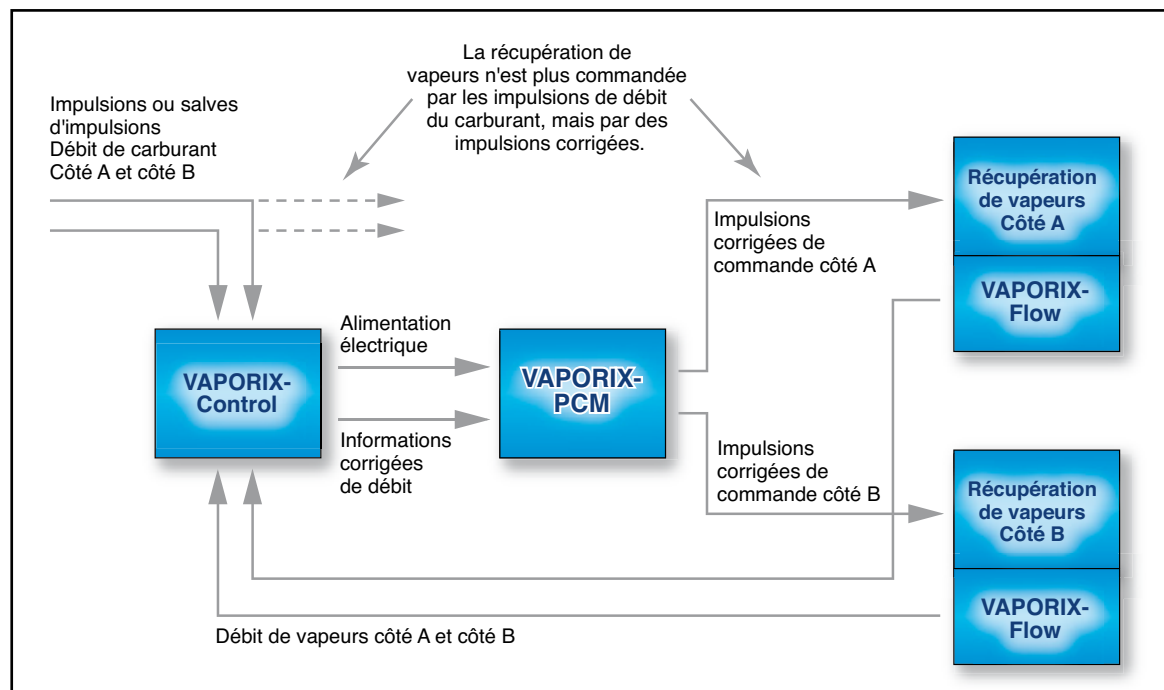 La récupération de
vapeurs n'est plus commandée
par les impulsions de débit
du carburant, mais par des
impulsions corrigées.
Impulsions ou salves
d'impulsions
Débit de carburant
Côté A et côté B
Récupération
de vapeurs
Côté A
VAPORIX-
Flow
Impulsions
corrigées de
commande côté A
Alimentation
électrique
VAPORIX-
Control
VAPORIX-
PCM
Informations
corrigées
de débit
Impulsions
corrigées de
commande côté B
Récupération
de vapeurs
Côté B
VAPORIX-
Flow
Débit de vapeurs côté A et côté B